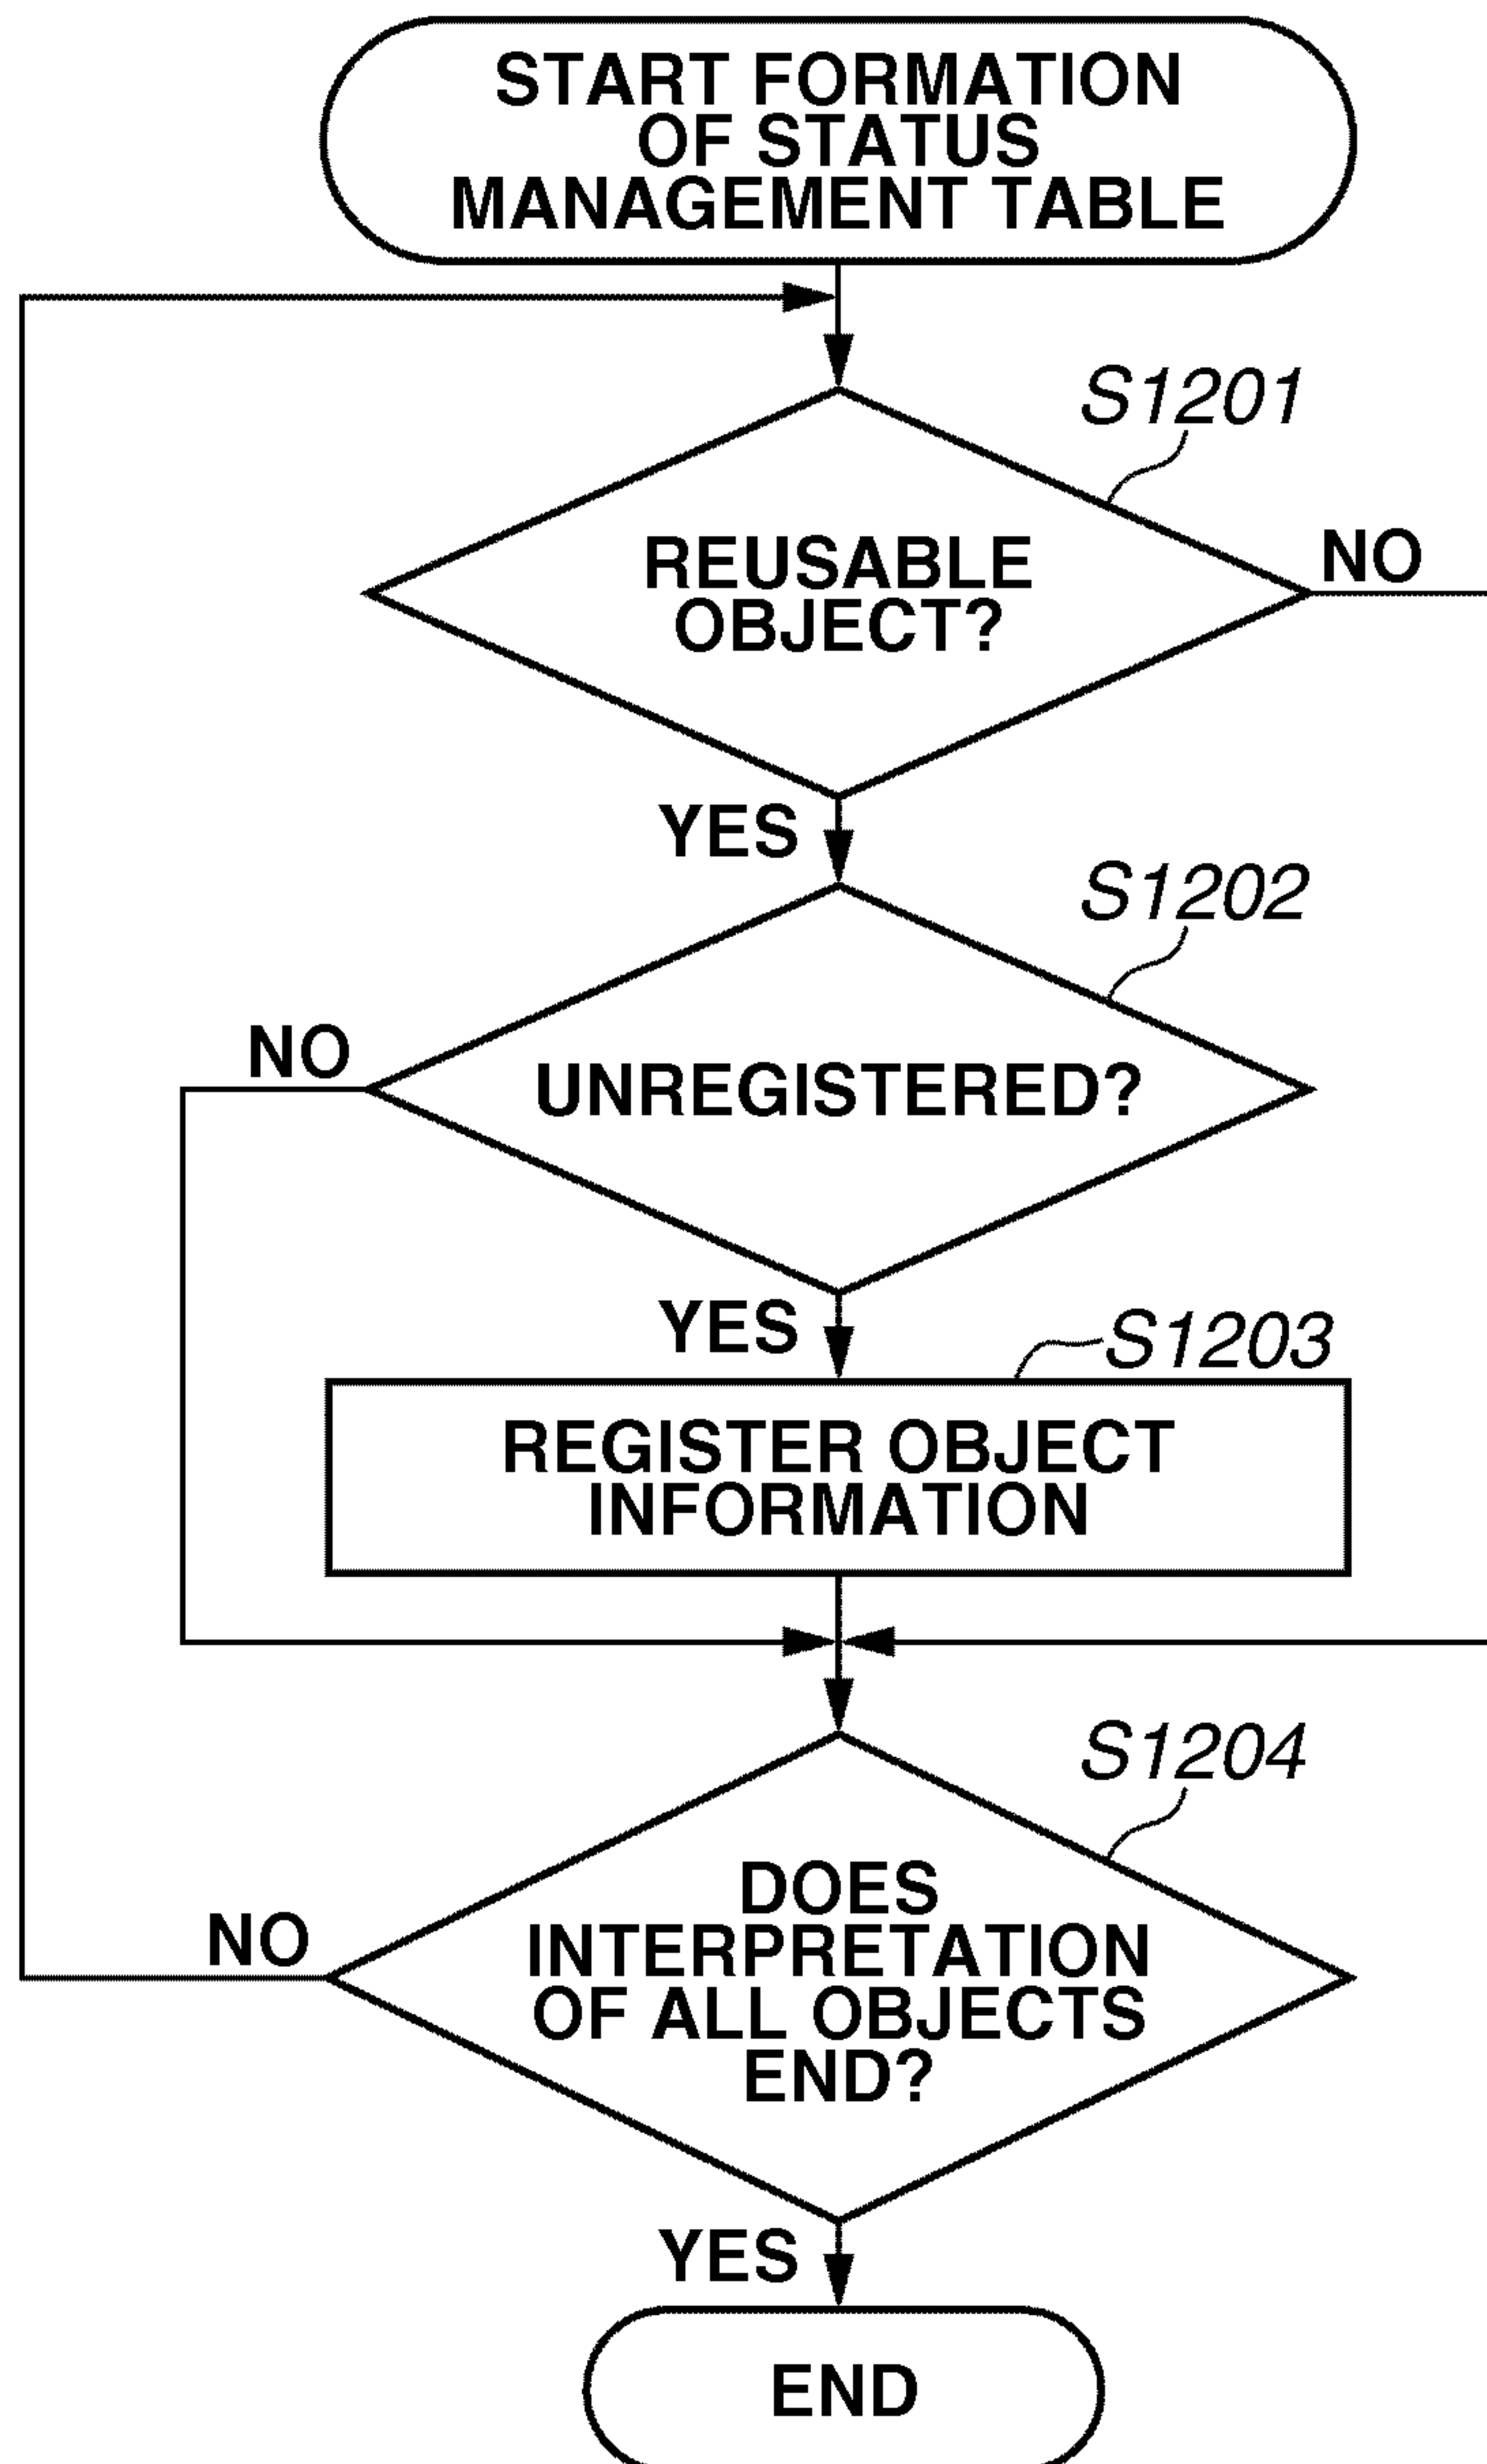 START FORMATION
OF STATUS
MANAGEMENT TABLE
S1201
REUSABLE
OBJECT?
NO
YES
S1202
NO
UNREGISTERED?
YES
S1203
REGISTER OBJECT
INFORMATION
S1204
DOES
INTERPRETATION
OF ALL OBJECTS
END?
NO
YES
END